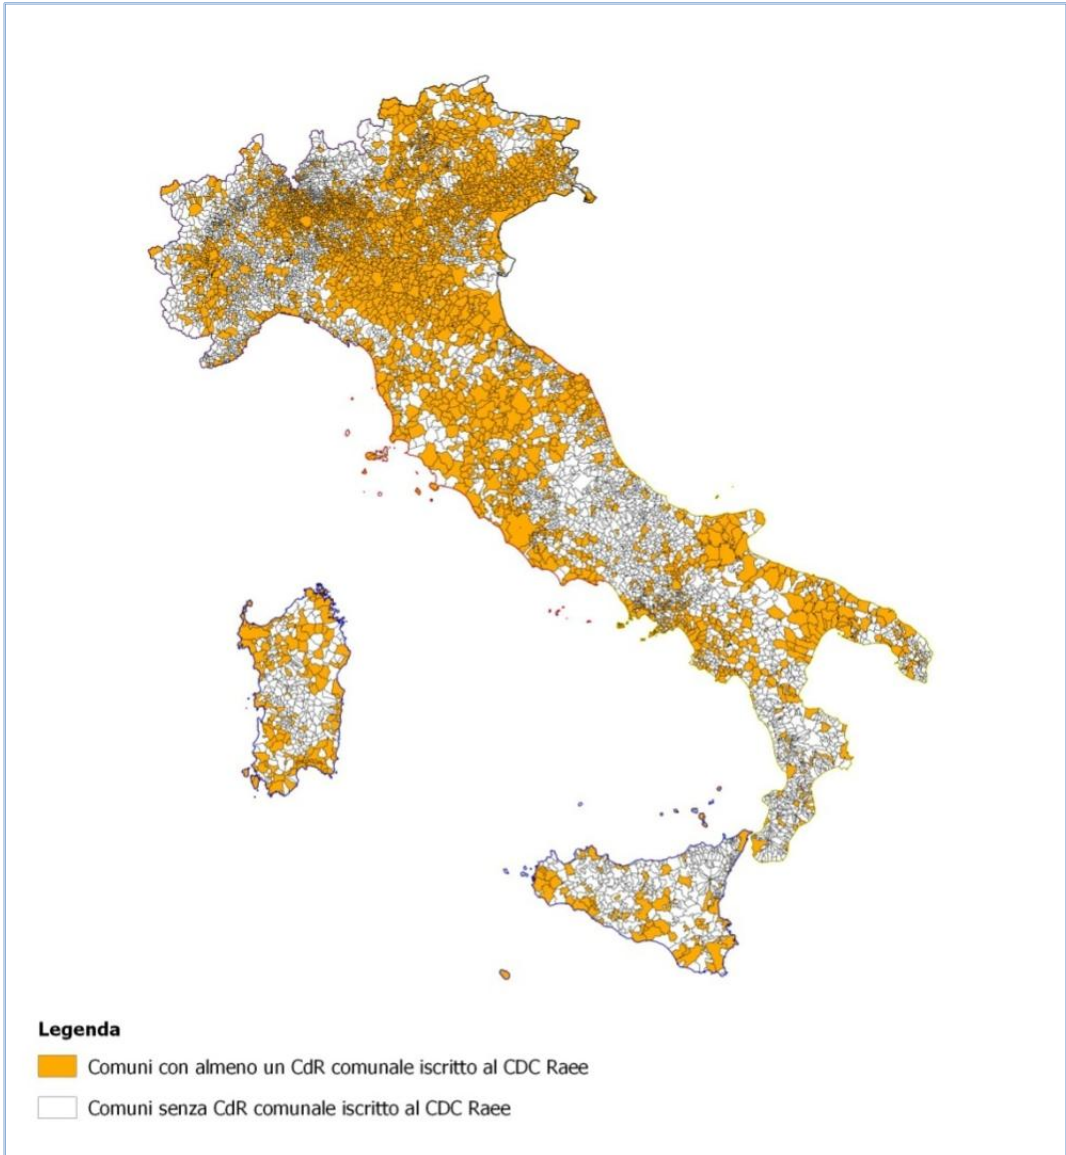 Legenda
Comuni con almeno un CdR comunale iscritto al CDC Raee
Comuni senza CdR comunale iscritto al CDC Raee